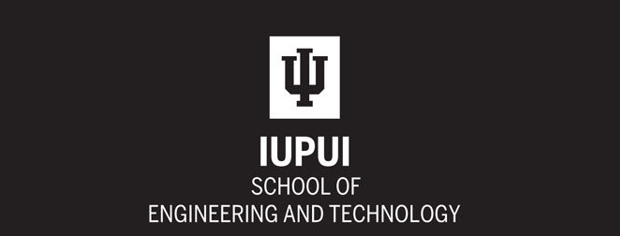 IUPUI
SCHOOL OF
ENGINEERING AND TECHNOLOGY